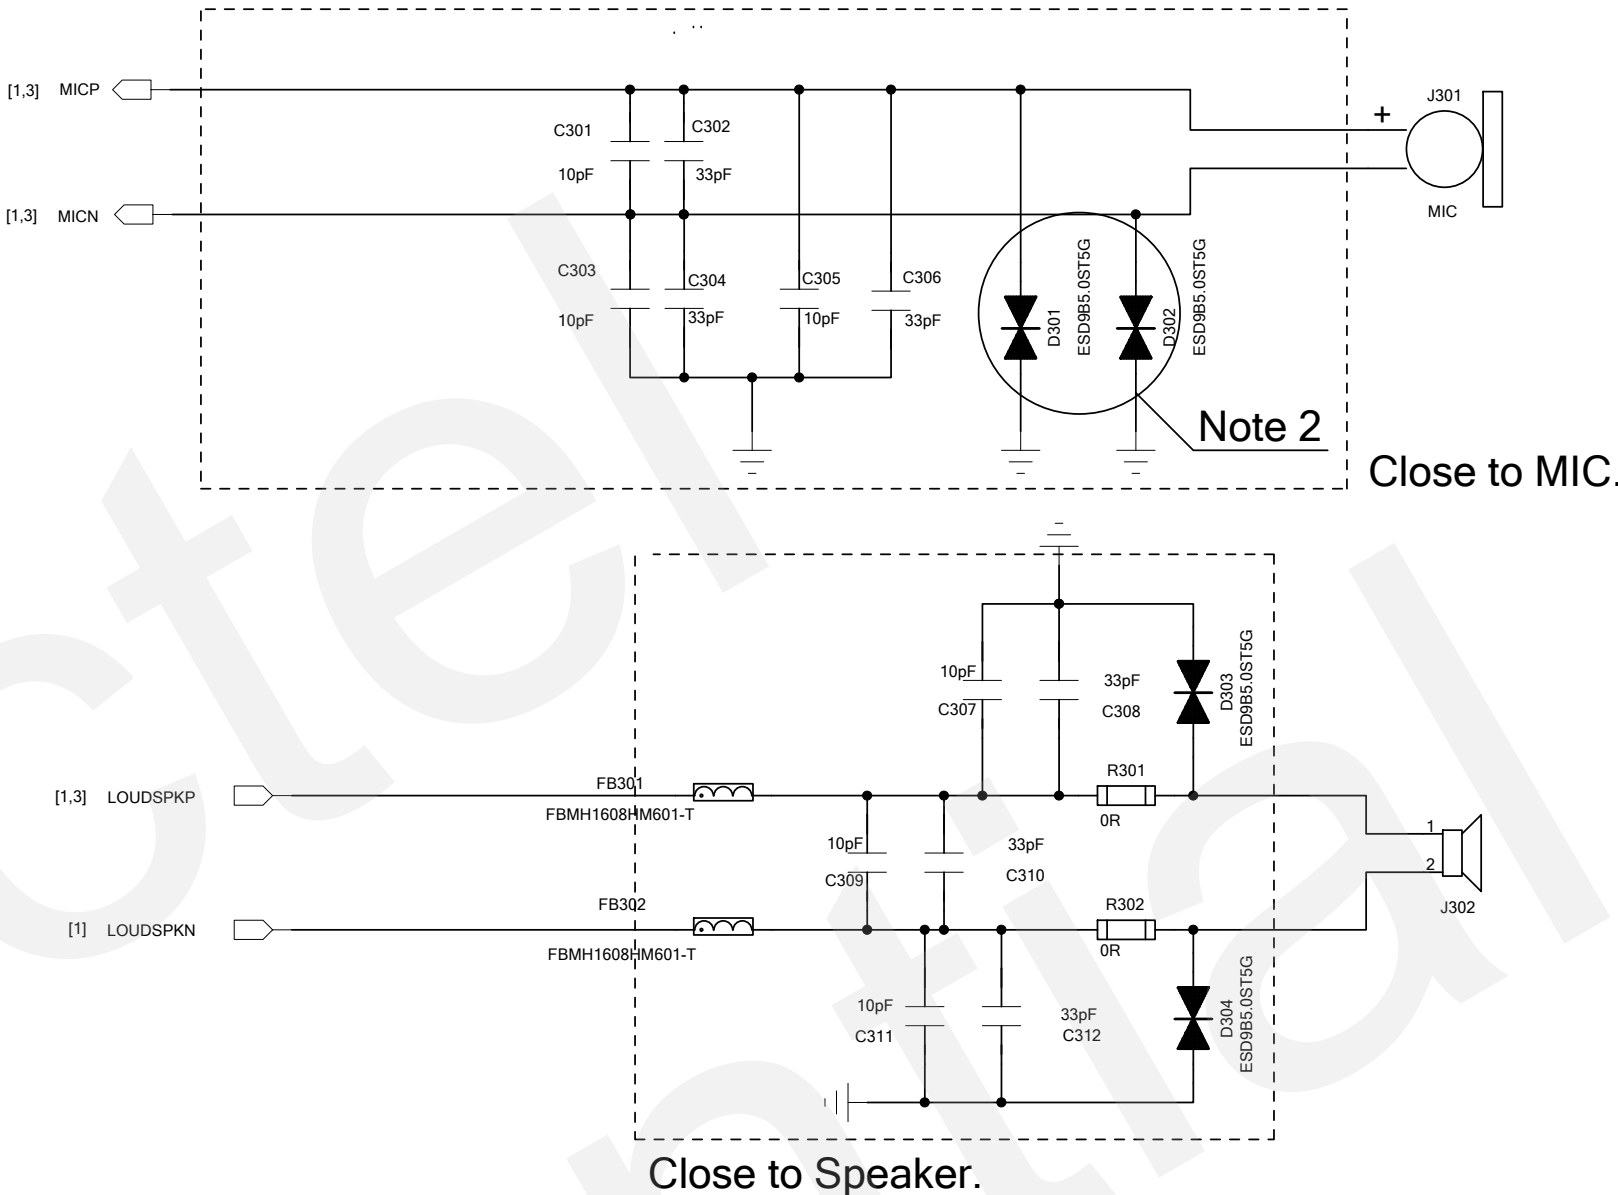 [1,3] MICP
C301
C302
10pF
33pF
+
J301
MIC
[1,3] MICN
C303
C304
C305
C306
10pF
33pF
10pF
33pF
D301
ESD9B5.0ST5G
D302
ESD9B5.0ST5G
Note 2
Close to MIC.
10pF
C307
33pF
C308
D303
ESD9B5.0ST5G
[1,3] LOUDSPKP
FB301
FBMH1608HM601-T
R301
0R
10pF
C309
33pF
C310
1
2
J302
[1] LOUDSPKN
FB302
FBMH1608HM601-T
R302
0R
10pF
C311
33pF
C312
D304
ESD9B5.0ST5G
Close to Speaker.
ctel
ntial